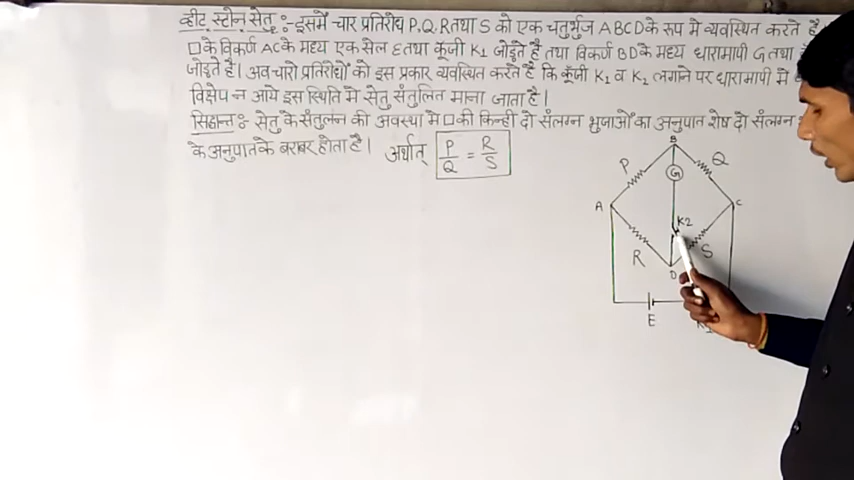 व्हीट स्टोन सेतु :- इसमें चार प्रतिरोध P, Q, R तथा S को एक चतुर्भुज ABCD के रूप मे व्यवस्थित करते है
□ के विकर्ण AC के मध्य एक सेल E तथा कूँजी K1 जोड़ते है तथा विकर्ण BD के मध्य धारामापी G तथा
जोड़ते है। अब चारो प्रतिरोधों को इस प्रकार व्यवस्थित करते है कि कूँजी K1 व K2 लगाने पर धारामापी मे
विक्षेप न आये इस स्थिति मे सेतु संतुलित माना जाता है।
सिद्धान्त :- सेतु के संतुलन की अवस्था मे □ की किन्ही दो संलग्न भुजाओं का अनुपात शेष दो संलग्न
के अनुपात के बराबर होता है। अर्थात् P/Q = R/S
B
P
Q
G
A
C
K2
R
S
D
E